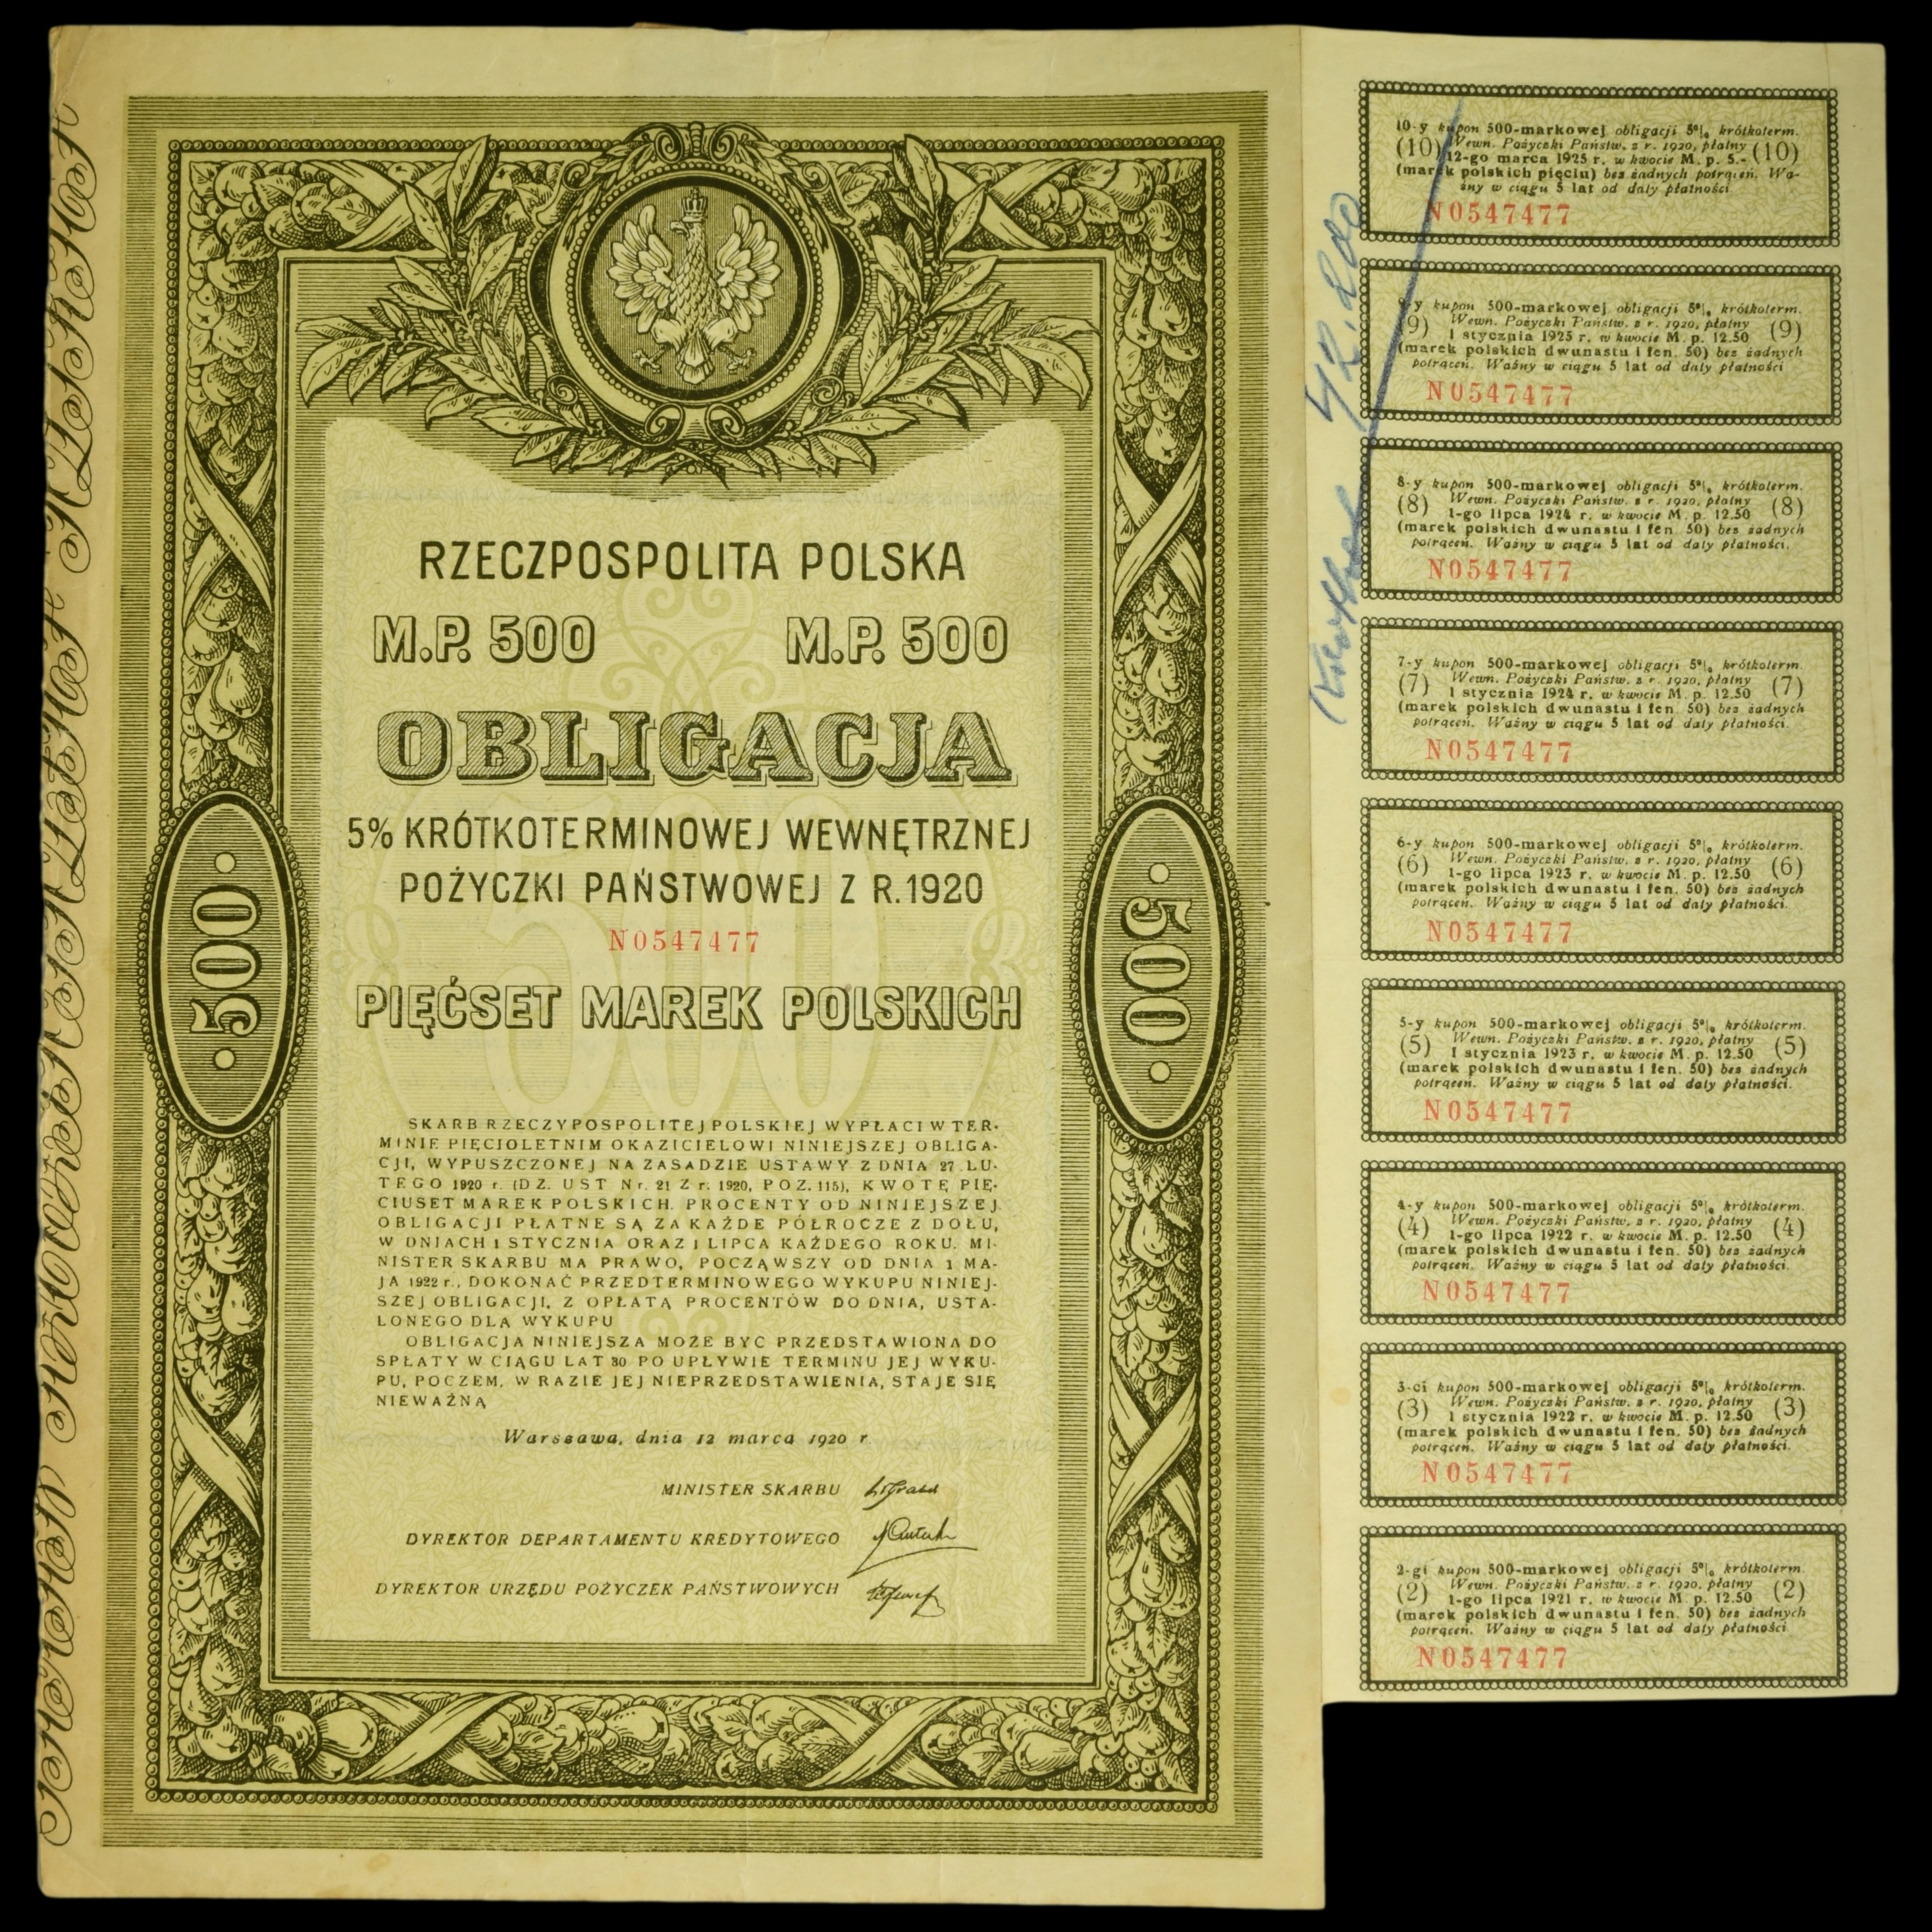 RZECZPOSPOLITA POLSKA
M.P. 500 M.P. 500
OBLIGACJA
5% KRÓTKOTERMINOWEJ WEWNĘTRZNEJ
POŻYCZKI PAŃSTWOWEJ Z R. 1920
N0547477
PIĘĆSET MAREK POLSKICH
·500·
·500·
SKARB RZECZYPOSPOLITEJ POLSKIEJ WYPŁACI W TER-
MINIE PIĘCIOLETNIM OKAZICIELOWI NINIEJSZEJ OBLIGA-
CJI, WYPUSZCZONEJ NA ZASADZIE USTAWY Z DNIA 27 LU-
TEGO 1920 r. (DZ. UST Nr. 21 Z r. 1920, POZ. 115), KWOTĘ PIĘ-
CIUSET MAREK POLSKICH. PROCENTY OD NINIEJSZEJ
OBLIGACJI PŁATNE SĄ ZA KAŻDE PÓŁROCZE Z DOŁU,
W DNIACH 1 STYCZNIA ORAZ 1 LIPCA KAŻDEGO ROKU. MI-
NISTER SKARBU MA PRAWO, POCZĄWSZY OD DNIA 1 MA-
JA 1922 r., DOKONAĆ PRZEDTERMINOWEGO WYKUPU NINIEJ-
SZEJ OBLIGACJI, Z OPŁATĄ PROCENTÓW DO DNIA, USTA-
LONEGO DLA WYKUPU
OBLIGACJA NINIEJSZA MOŻE BYĆ PRZEDSTAWIONA DO
SPŁATY W CIĄGU LAT 30 PO UPŁYWIE TERMINU JEJ WYKU-
PU, POCZEM, W RAZIE JEJ NIEPRZEDSTAWIENIA, STAJE SIĘ
NIEWAŻNĄ
Warszawa, dnia 12 marca 1920 r.
MINISTER SKARBU
DYREKTOR DEPARTAMENTU KREDYTOWEGO
DYREKTOR URZĘDU POŻYCZEK PAŃSTWOWYCH
10-y kupon 500-markowej obligacji 5% krótkoterm.
(10) Wewn. Pożyczki Państw. z r. 1920, płatny (10)
12-go marca 1925 r. w kwocie M. p. 5.-
(marek polskich pięciu) bez żadnych potrąceń. Wa-
żny w ciągu 5 lat od daty płatności.
N0547477
9-y kupon 500-markowej obligacji 5% krótkoterm.
(9) Wewn. Pożyczki Państw. z r. 1920, płatny (9)
1 stycznia 1925 r. w kwocie M. p. 12.50
(marek polskich dwunastu i fen. 50) bez żadnych
potrąceń. Ważny w ciągu 5 lat od daty płatności
N0547477
8-y kupon 500-markowej obligacji 5% krótkoterm.
(8) Wewn. Pożyczki Państw. z r. 1920, płatny (8)
1-go lipca 1924 r. w kwocie M. p. 12.50
(marek polskich dwunastu i fen. 50) bez żadnych
potrąceń. Ważny w ciągu 5 lat od daty płatności.
N0547477
7-y kupon 500-markowej obligacji 5% krótkoterm.
(7) Wewn. Pożyczki Państw. z r. 1920, płatny (7)
1 stycznia 1924 r. w kwocie M. p. 12.50
(marek polskich dwunastu i fen. 50) bez żadnych
potrąceń. Ważny w ciągu 5 lat od daty płatności.
N0547477
6-y kupon 500-markowej obligacji 5% krótkoterm.
(6) Wewn. Pożyczki Państw. z r. 1920, płatny (6)
1-go lipca 1923 r. w kwocie M. p. 12.50
(marek polskich dwunastu i fen. 50) bez żadnych
potrąceń. Ważny w ciągu 5 lat od daty płatności.
N0547477
5-y kupon 500-markowej obligacji 5% krótkoterm.
(5) Wewn. Pożyczki Państw. z r. 1920, płatny (5)
1 stycznia 1923 r. w kwocie M. p. 12.50
(marek polskich dwunastu i fen. 50) bez żadnych
potrąceń. Ważny w ciągu 5 lat od daty płatności.
N0547477
4-y kupon 500-markowej obligacji 5% krótkoterm.
(4) Wewn. Pożyczki Państw. z r. 1920, płatny (4)
1-go lipca 1922 r. w kwocie M. p. 12.50
(marek polskich dwunastu i fen. 50) bez żadnych
potrąceń. Ważny w ciągu 5 lat od daty płatności.
N0547477
3-ci kupon 500-markowej obligacji 5% krótkoterm.
(3) Wewn. Pożyczki Państw. z r. 1920, płatny (3)
1 stycznia 1922 r. w kwocie M. p. 12.50
(marek polskich dwunastu i fen. 50) bez żadnych
potrąceń. Ważny w ciągu 5 lat od daty płatności.
N0547477
2-gi kupon 500-markowej obligacji 5% krótkoterm.
(2) Wewn. Pożyczki Państw. z r. 1920, płatny (2)
1-go lipca 1921 r. w kwocie M. p. 12.50
(marek polskich dwunastu i fen. 50) bez żadnych
potrąceń. Ważny w ciągu 5 lat od daty płatności
N0547477